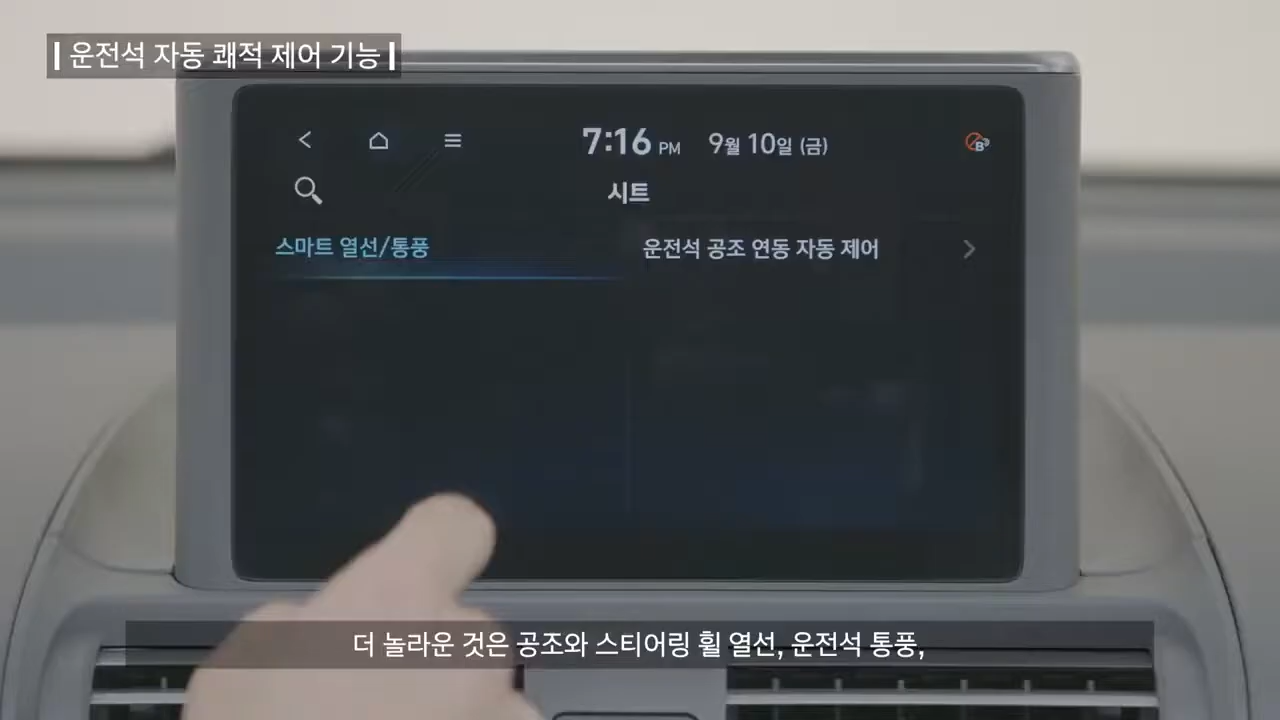 운전석 자동 쾌적 제어 기능
7:16 PM 9월 10일 (금)
시트
스마트 열선/통풍
운전석 공조 연동 자동 제어
더 놀라운 것은 공조와 스티어링 휠 열선, 운전석 통풍,